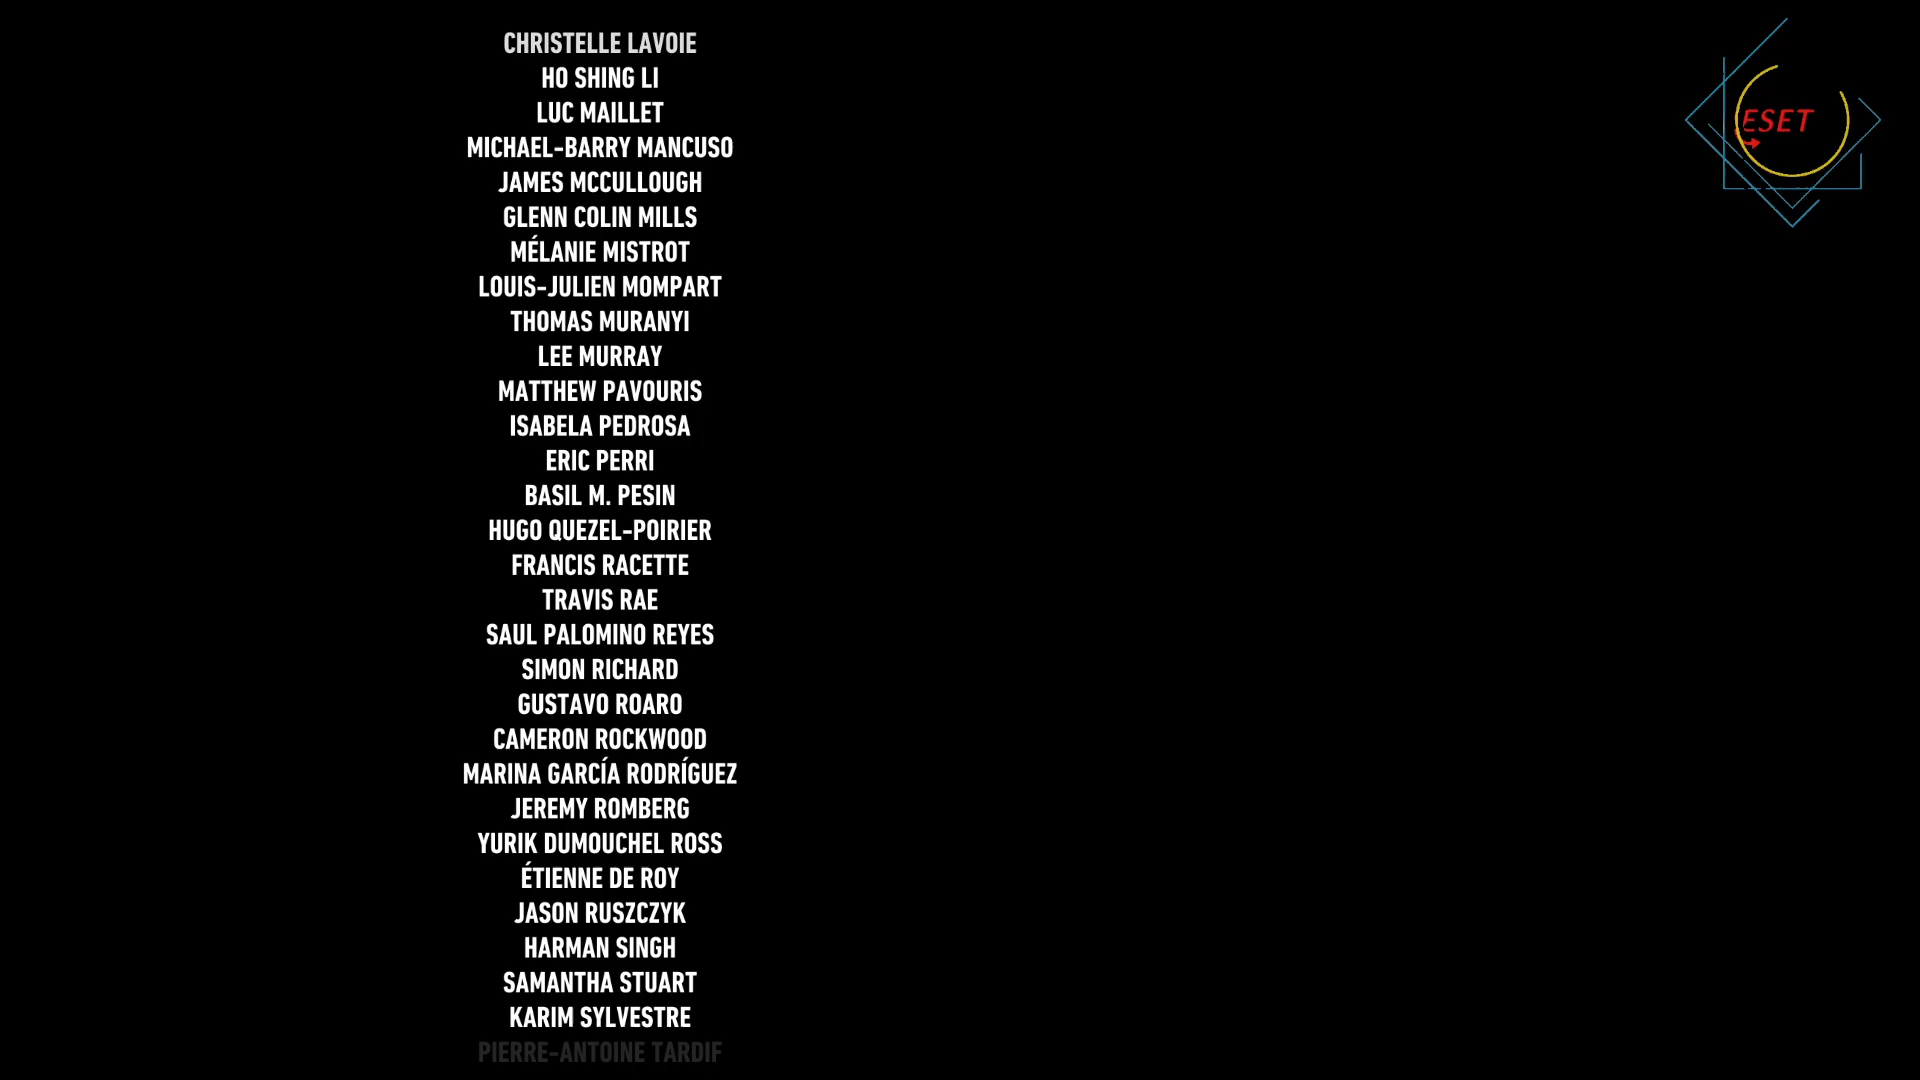 CHRISTELLE LAVOIE
HO SHING LI
LUC MAILLET
MICHAEL-BARRY MANCUSO
JAMES MCCULLOUGH
GLENN COLIN MILLS
MÉLANIE MISTROT
LOUIS-JULIEN MOMPART
THOMAS MURANYI
LEE MURRAY
MATTHEW PAVOURIS
ISABELA PEDROSA
ERIC PERRI
BASIL M. PESIN
HUGO QUEZEL-POIRIER
FRANCIS RACETTE
TRAVIS RAE
SAUL PALOMINO REYES
SIMON RICHARD
GUSTAVO ROARO
CAMERON ROCKWOOD
MARINA GARCÍA RODRÍGUEZ
JEREMY ROMBERG
YURIK DUMOUCHEL ROSS
ÉTIENNE DE ROY
JASON RUSZCZYK
HARMAN SINGH
SAMANTHA STUART
KARIM SYLVESTRE
PIERRE-ANTOINE TARDIF
ESET